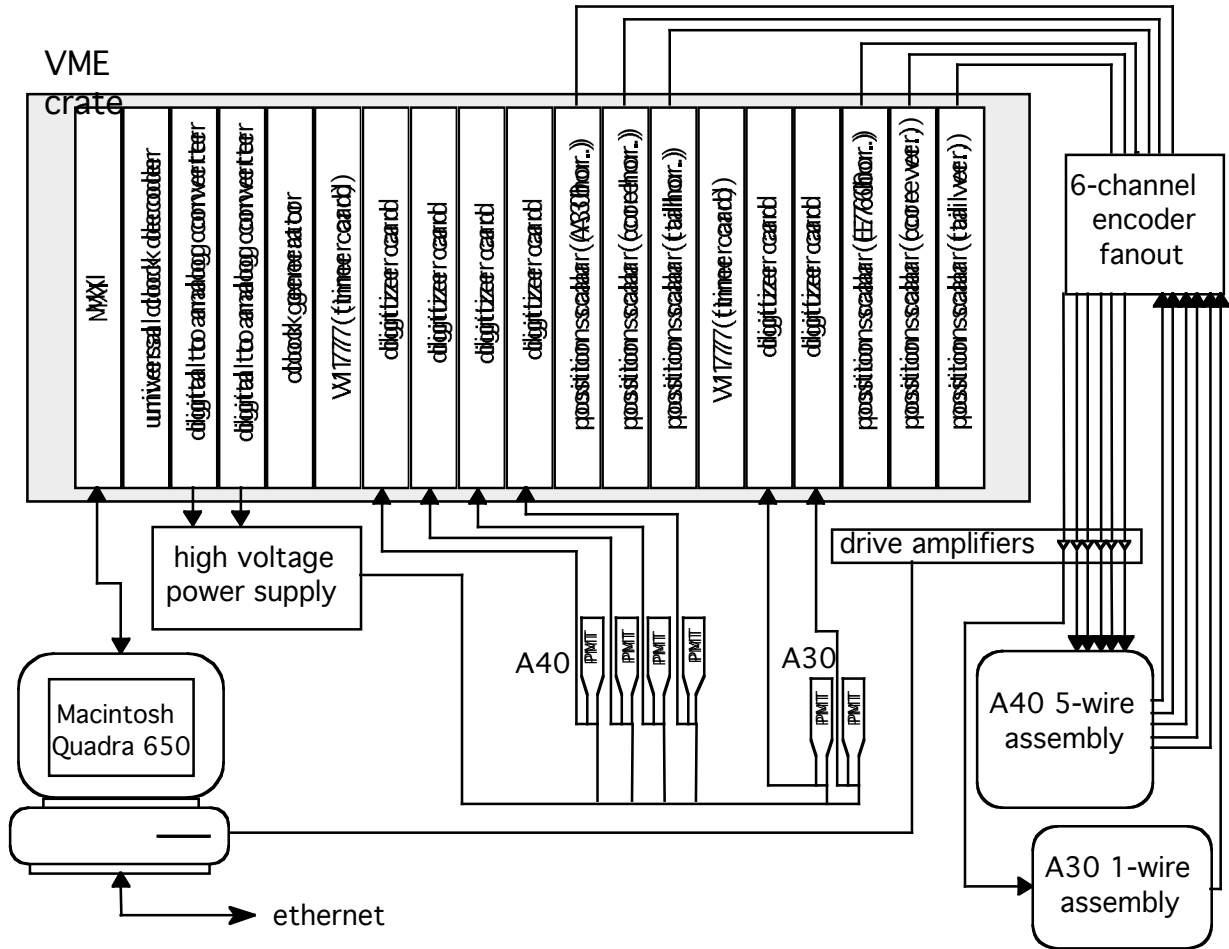 VME
crate
MXI
universal clock decoder
digital to analog converter
digital to analog converter
clock generator
V177 (timer card)
digitizer card
digitizer card
digitizer card
digitizer card
position scalar (A30 hor.)
position scalar (core hor.)
position scalar (tail hor.)
V177 (timer card)
digitizer card
digitizer card
position scalar (E760 hor.)
position scalar (core ver.)
position scalar (tail ver.)
6-channel
encoder
fanout
high voltage
power supply
drive amplifiers
A40
PMT
PMT
PMT
PMT
A30
PMT
PMT
Macintosh
Quadra 650
A40 5-wire
assembly
A30 1-wire
assembly
ethernet